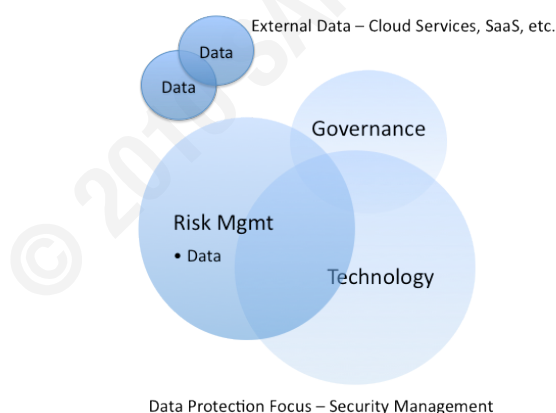 External Data – Cloud Services, SaaS, etc.
Data
Data
Governance
Risk Mgmt
• Data
Technology
Data Protection Focus – Security Management